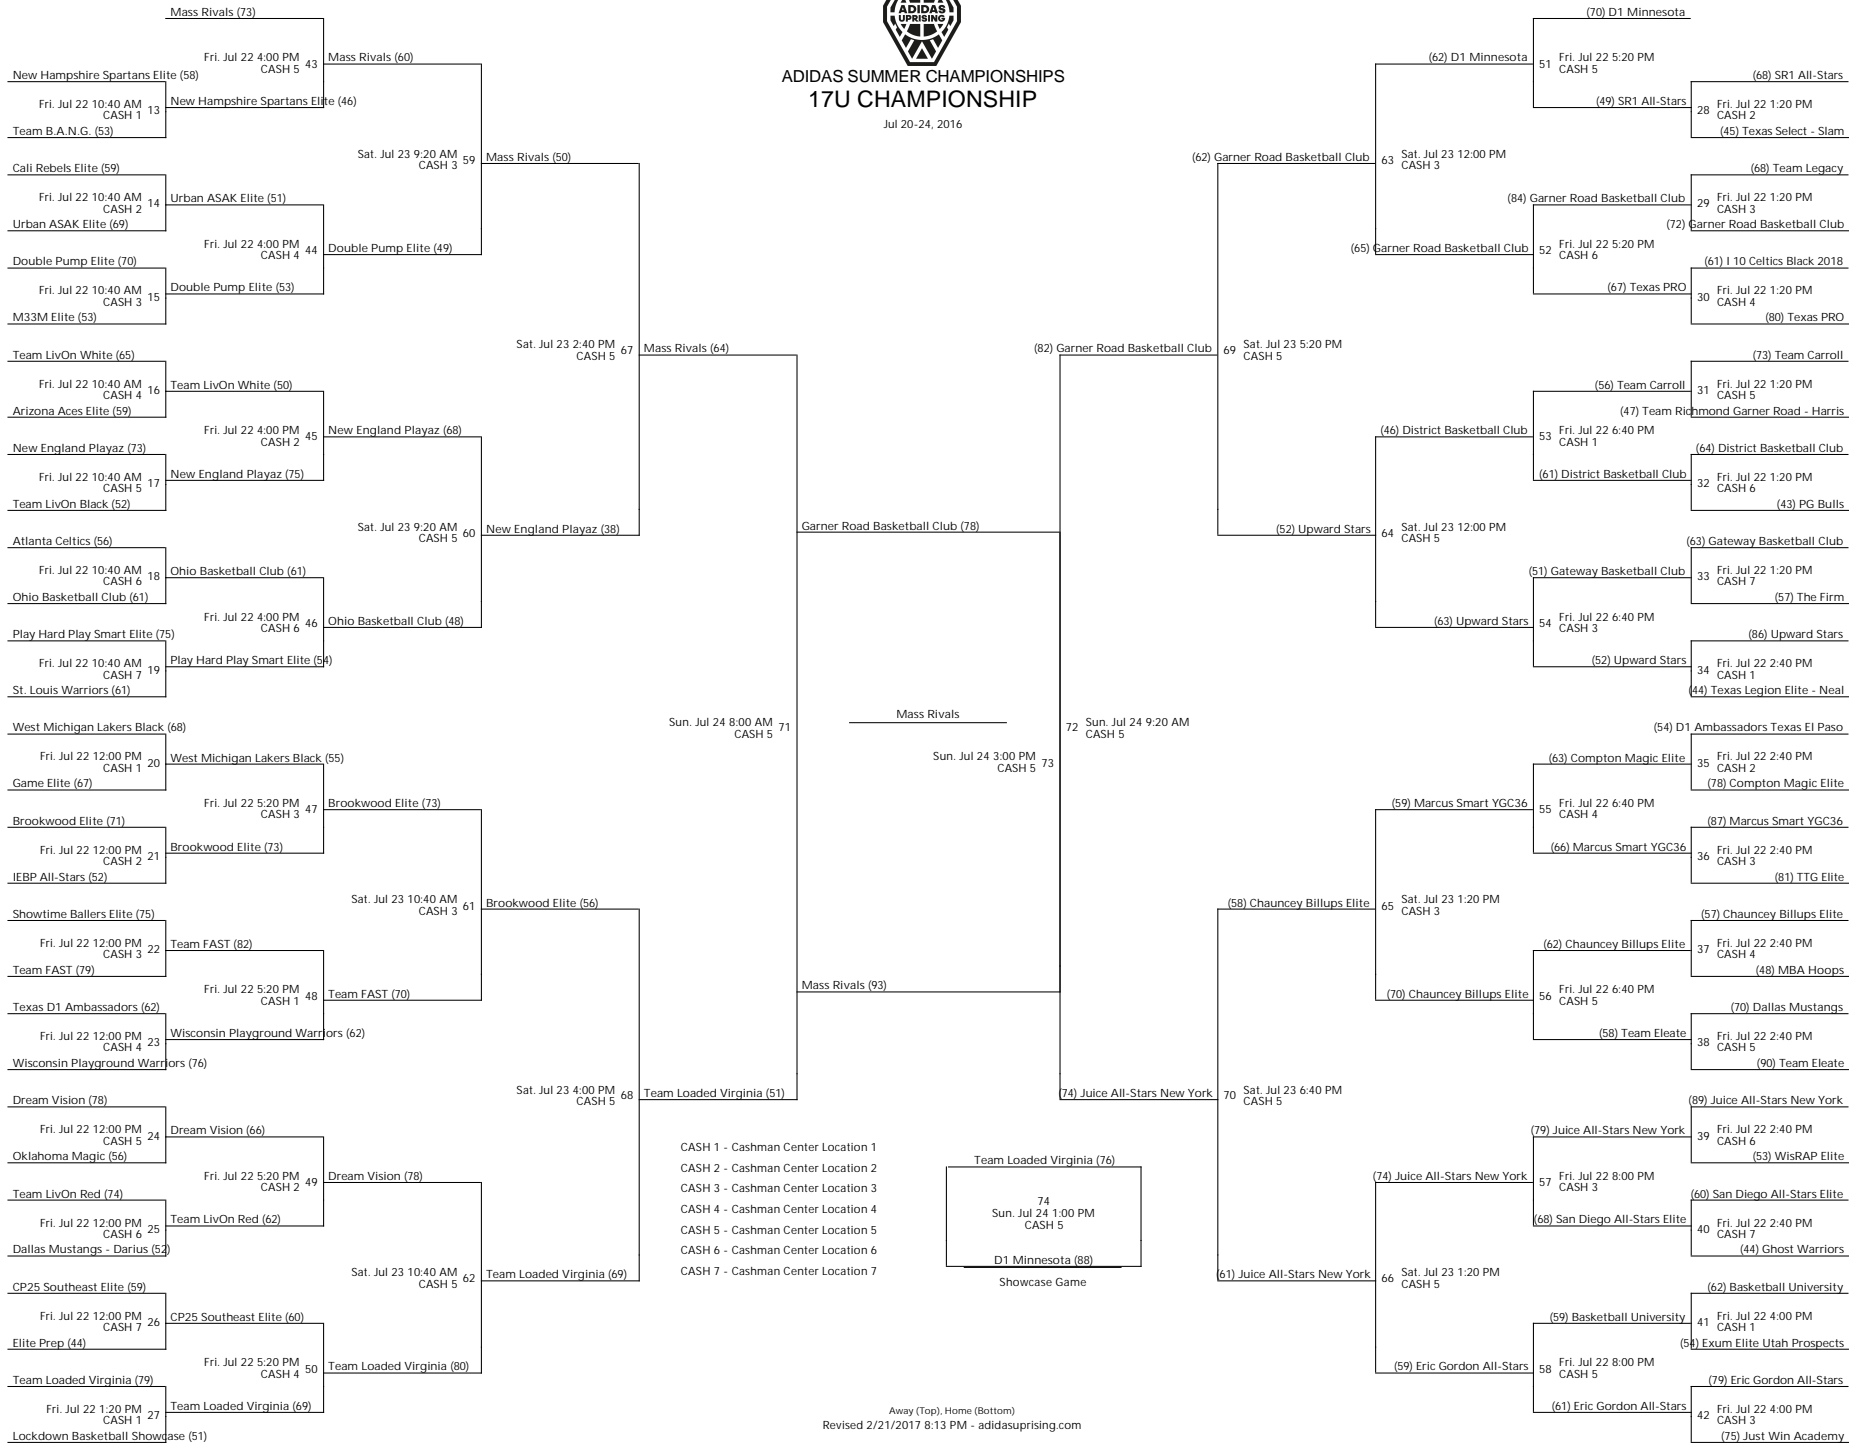 ADIDAS
UPRISING
ADIDAS SUMMER CHAMPIONSHIPS
17U CHAMPIONSHIP
Jul 20-24, 2016
Mass Rivals (73)
Fri. Jul 22 4:00 PM
CASH 5 43
New Hampshire Spartans Elite (58)
Fri. Jul 22 10:40 AM
CASH 1 13
Team B.A.N.G. (53)
New Hampshire Spartans Elite (46)
Mass Rivals (60)
Sat. Jul 23 9:20 AM
CASH 3 59
Cali Rebels Elite (59)
Fri. Jul 22 10:40 AM
CASH 2 14
Urban ASAK Elite (69)
Urban ASAK Elite (51)
Fri. Jul 22 4:00 PM
CASH 4 44
Double Pump Elite (49)
Double Pump Elite (70)
Fri. Jul 22 10:40 AM
CASH 3 15
M33M Elite (53)
Double Pump Elite (53)
Mass Rivals (50)
Sat. Jul 23 2:40 PM
CASH 5 67
Mass Rivals (64)
Team LivOn White (65)
Fri. Jul 22 10:40 AM
CASH 4 16
Arizona Aces Elite (59)
Team LivOn White (50)
Fri. Jul 22 4:00 PM
CASH 2 45
New England Playaz (68)
New England Playaz (73)
Fri. Jul 22 10:40 AM
CASH 5 17
Team LivOn Black (52)
New England Playaz (75)
Sat. Jul 23 9:20 AM
CASH 5 60
New England Playaz (38)
Atlanta Celtics (56)
Fri. Jul 22 10:40 AM
CASH 6 18
Ohio Basketball Club (61)
Ohio Basketball Club (61)
Fri. Jul 22 4:00 PM
CASH 6 46
Ohio Basketball Club (48)
Play Hard Play Smart Elite (75)
Fri. Jul 22 10:40 AM
CASH 7 19
St. Louis Warriors (61)
Play Hard Play Smart Elite (54)
Sun. Jul 24 8:00 AM
CASH 5 71
West Michigan Lakers Black (68)
Fri. Jul 22 12:00 PM
CASH 1 20
Game Elite (67)
West Michigan Lakers Black (55)
Fri. Jul 22 5:20 PM
CASH 3 47
Brookwood Elite (73)
Brookwood Elite (71)
Fri. Jul 22 12:00 PM
CASH 2 21
IEBP All-Stars (52)
Brookwood Elite (73)
Sat. Jul 23 10:40 AM
CASH 3 61
Brookwood Elite (56)
Showtime Ballers Elite (75)
Fri. Jul 22 12:00 PM
CASH 3 22
Team FAST (79)
Team FAST (82)
Fri. Jul 22 5:20 PM
CASH 1 48
Team FAST (70)
Texas D1 Ambassadors (62)
Fri. Jul 22 12:00 PM
CASH 4 23
Wisconsin Playground Warriors (76)
Wisconsin Playground Warriors (62)
Sat. Jul 23 4:00 PM
CASH 5 68
Team Loaded Virginia (51)
Dream Vision (78)
Fri. Jul 22 12:00 PM
CASH 5 24
Oklahoma Magic (56)
Dream Vision (66)
Fri. Jul 22 5:20 PM
CASH 2 49
Dream Vision (78)
Team LivOn Red (74)
Fri. Jul 22 12:00 PM
CASH 6 25
Dallas Mustangs - Darius (52)
Team LivOn Red (62)
Sat. Jul 23 10:40 AM
CASH 5 62
Team Loaded Virginia (69)
CP25 Southeast Elite (59)
Fri. Jul 22 12:00 PM
CASH 7 26
Elite Prep (44)
CP25 Southeast Elite (60)
Fri. Jul 22 5:20 PM
CASH 4 50
Team Loaded Virginia (80)
Team Loaded Virginia (79)
Fri. Jul 22 1:20 PM
CASH 1 27
Lockdown Basketball Showcase (51)
Team Loaded Virginia (69)
Garner Road Basketball Club (78)
Mass Rivals
Sun. Jul 24 3:00 PM
CASH 5 73
Mass Rivals (93)
72 Sun. Jul 24 9:20 AM
CASH 5
(70) D1 Minnesota
51 Fri. Jul 22 5:20 PM
CASH 5
(62) D1 Minnesota
(68) SR1 All-Stars
28 Fri. Jul 22 1:20 PM
CASH 2
(45) Texas Select - Slam
(49) SR1 All-Stars
63 Sat. Jul 23 12:00 PM
CASH 3
(62) Garner Road Basketball Club
(68) Team Legacy
29 Fri. Jul 22 1:20 PM
CASH 3
(72) Garner Road Basketball Club
(84) Garner Road Basketball Club
52 Fri. Jul 22 5:20 PM
CASH 6
(65) Garner Road Basketball Club
(61) I 10 Celtics Black 2018
30 Fri. Jul 22 1:20 PM
CASH 4
(80) Texas PRO
(67) Texas PRO
69 Sat. Jul 23 5:20 PM
CASH 5
(82) Garner Road Basketball Club
(73) Team Carroll
31 Fri. Jul 22 1:20 PM
CASH 5
(47) Team Richmond Garner Road - Harris
(56) Team Carroll
53 Fri. Jul 22 6:40 PM
CASH 1
(46) District Basketball Club
(64) District Basketball Club
32 Fri. Jul 22 1:20 PM
CASH 6
(43) PG Bulls
(61) District Basketball Club
64 Sat. Jul 23 12:00 PM
CASH 5
(52) Upward Stars
(63) Gateway Basketball Club
33 Fri. Jul 22 1:20 PM
CASH 7
(57) The Firm
(51) Gateway Basketball Club
54 Fri. Jul 22 6:40 PM
CASH 3
(63) Upward Stars
(86) Upward Stars
34 Fri. Jul 22 2:40 PM
CASH 1
(44) Texas Legion Elite - Neal
(52) Upward Stars
(54) D1 Ambassadors Texas El Paso
35 Fri. Jul 22 2:40 PM
CASH 2
(78) Compton Magic Elite
(63) Compton Magic Elite
55 Fri. Jul 22 6:40 PM
CASH 4
(59) Marcus Smart YGC36
(87) Marcus Smart YGC36
36 Fri. Jul 22 2:40 PM
CASH 3
(81) TTG Elite
(66) Marcus Smart YGC36
65 Sat. Jul 23 1:20 PM
CASH 3
(58) Chauncey Billups Elite
(57) Chauncey Billups Elite
37 Fri. Jul 22 2:40 PM
CASH 4
(48) MBA Hoops
(62) Chauncey Billups Elite
56 Fri. Jul 22 6:40 PM
CASH 5
(70) Chauncey Billups Elite
(70) Dallas Mustangs
38 Fri. Jul 22 2:40 PM
CASH 5
(90) Team Eleate
(58) Team Eleate
70 Sat. Jul 23 6:40 PM
CASH 5
(74) Juice All-Stars New York
(89) Juice All-Stars New York
39 Fri. Jul 22 2:40 PM
CASH 6
(53) WisRAP Elite
(79) Juice All-Stars New York
57 Fri. Jul 22 8:00 PM
CASH 3
(74) Juice All-Stars New York
(60) San Diego All-Stars Elite
40 Fri. Jul 22 2:40 PM
CASH 7
(44) Ghost Warriors
(68) San Diego All-Stars Elite
66 Sat. Jul 23 1:20 PM
CASH 5
(61) Juice All-Stars New York
(62) Basketball University
41 Fri. Jul 22 4:00 PM
CASH 1
(54) Exum Elite Utah Prospects
(59) Basketball University
58 Fri. Jul 22 8:00 PM
CASH 5
(59) Eric Gordon All-Stars
(79) Eric Gordon All-Stars
42 Fri. Jul 22 4:00 PM
CASH 3
(75) Just Win Academy
(61) Eric Gordon All-Stars
CASH 1 - Cashman Center Location 1
CASH 2 - Cashman Center Location 2
CASH 3 - Cashman Center Location 3
CASH 4 - Cashman Center Location 4
CASH 5 - Cashman Center Location 5
CASH 6 - Cashman Center Location 6
CASH 7 - Cashman Center Location 7
Team Loaded Virginia (76)
74
Sun. Jul 24 1:00 PM
CASH 5
D1 Minnesota (88)
Showcase Game
Away (Top), Home (Bottom)
Revised 2/21/2017 8:13 PM - adidasuprising.com